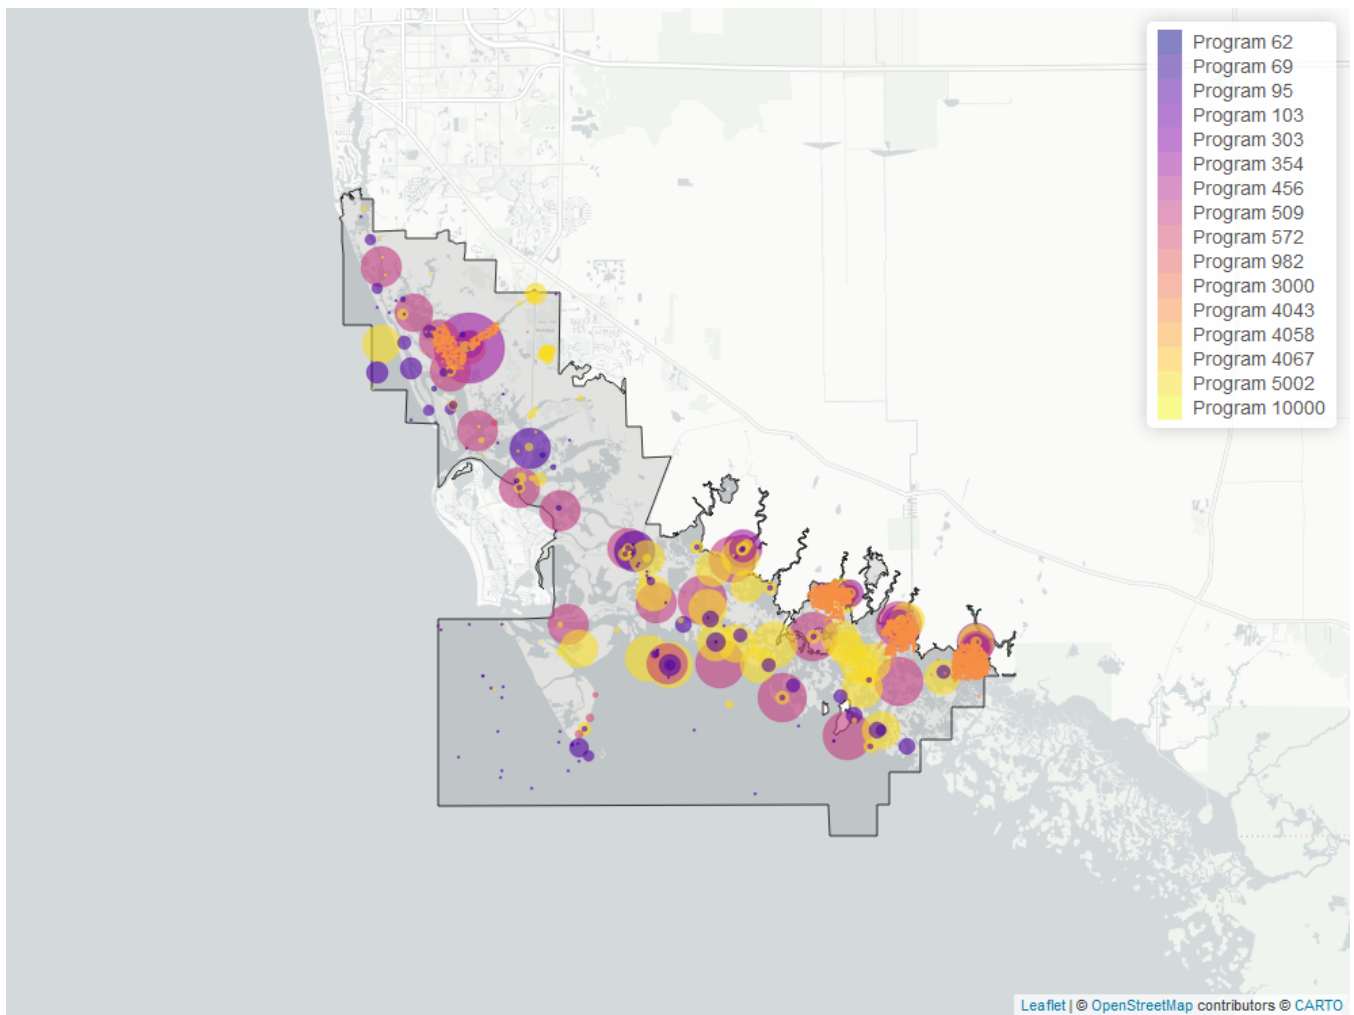 Program 62
Program 69
Program 95
Program 103
Program 303
Program 354
Program 456
Program 509
Program 572
Program 982
Program 3000
Program 4043
Program 4058
Program 4067
Program 5002
Program 10000
Leaflet | © OpenStreetMap contributors © CARTO